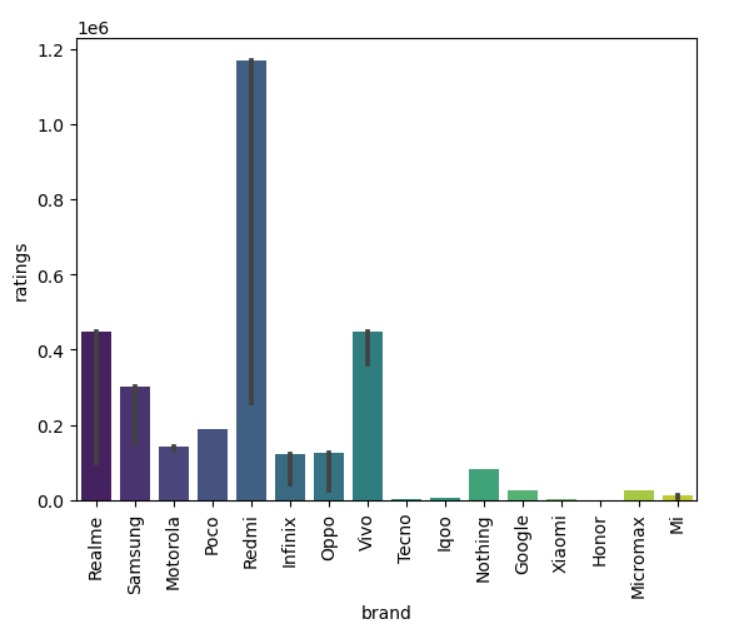 1e6
1.2
1.0
0.8
0.6
0.4
0.2
0.0
ratings
Realme
Samsung
Motorola
Poco
Redmi
Infinix
Oppo
Vivo
Tecno
Iqoo
Nothing
Google
Xiaomi
Honor
Micromax
Mi
brand